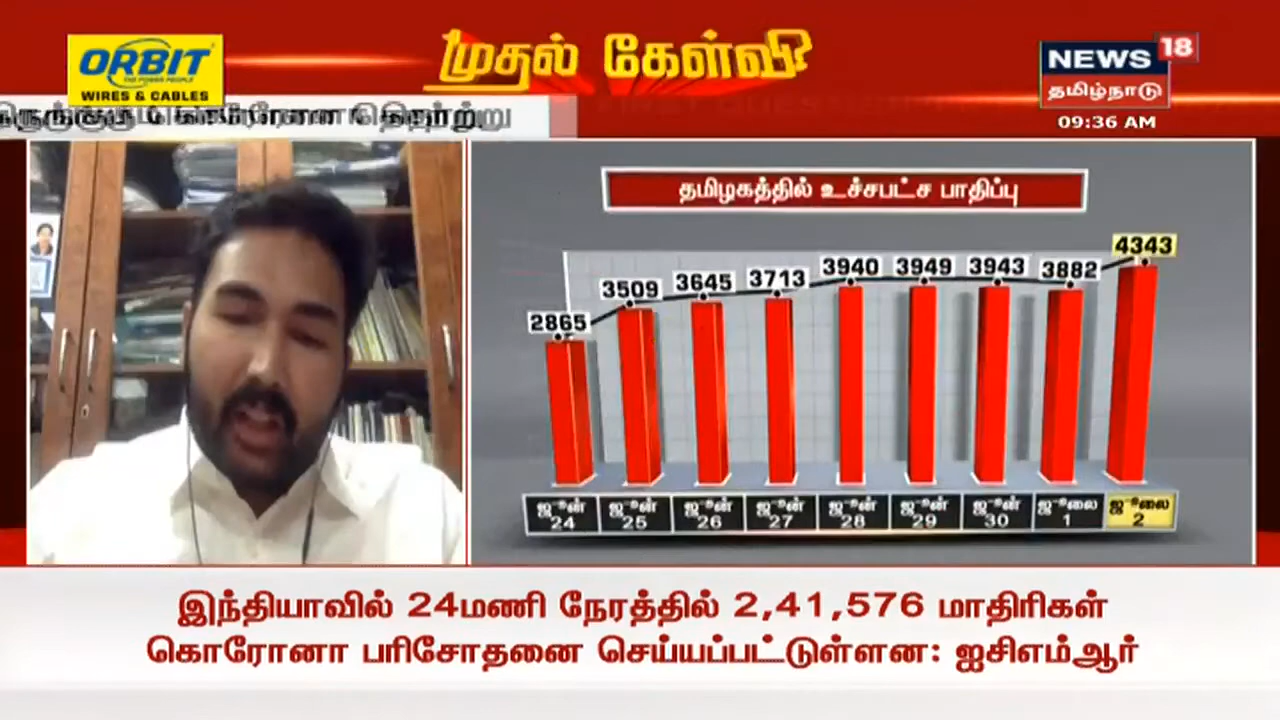 ORBIT
THE POWER PEOPLE
WIRES & CABLES
முதல் கேள்வி?
NEWS 18
தமிழ்நாடு
09:36 AM
தமிழகத்தில் உச்சபட்ச பாதிப்பு
2865 3509 3645 3713 3940 3949 3943 3882 4343
ஜூன் ஜூன் ஜூன் ஜூன் ஜூன் ஜூன் ஜூன் ஜூலை ஜூலை
24 25 26 27 28 29 30 1 2
இந்தியாவில் 24மணி நேரத்தில் 2,41,576 மாதிரிகள்
கொரோனா பரிசோதனை செய்யப்பட்டுள்ளன: ஐசிஎம்ஆர்